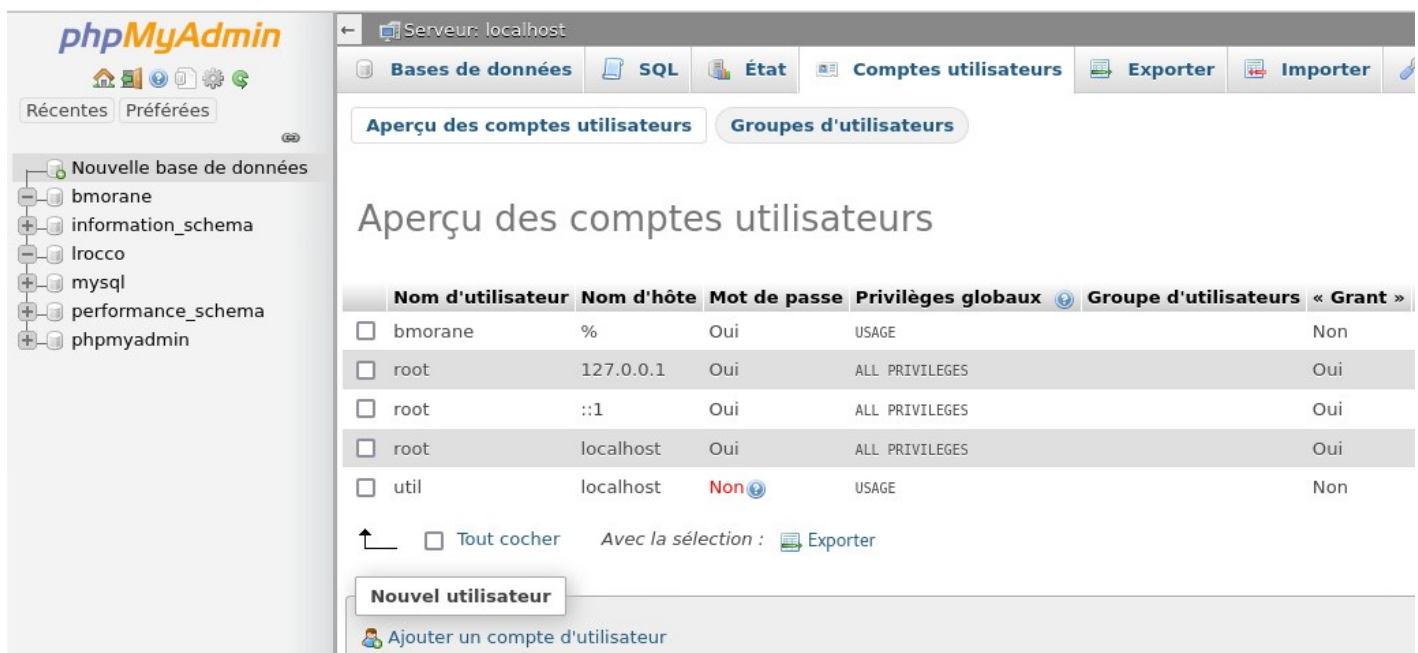 phpMyAdmin
Récentes Préférées
Nouvelle base de données
bmorane
information_schema
lrocco
mysql
performance_schema
phpmyadmin
← Serveur: localhost
Bases de données SQL État Comptes utilisateurs Exporter Importer
Aperçu des comptes utilisateurs Groupes d'utilisateurs
Aperçu des comptes utilisateurs
Nom d'utilisateur Nom d'hôte Mot de passe Privilèges globaux Groupe d'utilisateurs « Grant »
bmorane % Oui USAGE Non
root 127.0.0.1 Oui ALL PRIVILEGES Oui
root ::1 Oui ALL PRIVILEGES Oui
root localhost Oui ALL PRIVILEGES Oui
util localhost Non USAGE Non
Tout cocher Avec la sélection : Exporter
Nouvel utilisateur
Ajouter un compte d'utilisateur